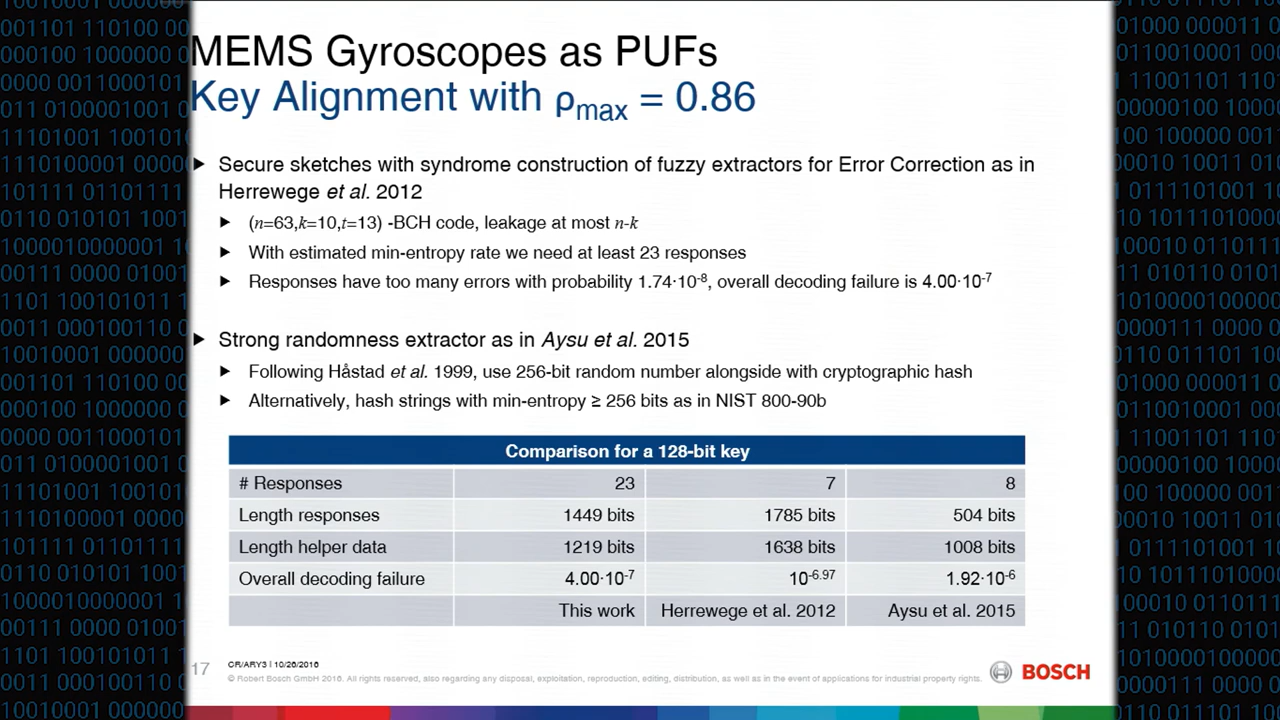 MEMS Gyroscopes as PUFs
Key Alignment with ρmax = 0.86
Secure sketches with syndrome construction of fuzzy extractors for Error Correction as in
Herrewege et al. 2012
(n=63,k=10,t=13) -BCH code, leakage at most n-k
With estimated min-entropy rate we need at least 23 responses
Responses have too many errors with probability 1.74·10-8, overall decoding failure is 4.00·10-7
Strong randomness extractor as in Aysu et al. 2015
Following Håstad et al. 1999, use 256-bit random number alongside with cryptographic hash
Alternatively, hash strings with min-entropy ≥ 256 bits as in NIST 800-90b
Comparison for a 128-bit key
# Responses 23 7 8
Length responses 1449 bits 1785 bits 504 bits
Length helper data 1219 bits 1638 bits 1008 bits
Overall decoding failure 4.00·10-7 10-6.97 1.92·10-6
This work Herrewege et al. 2012 Aysu et al. 2015
17 CR/ARY3 | 10/26/2016
© Robert Bosch GmbH 2016. All rights reserved, also regarding any disposal, exploitation, reproduction, editing, distribution, as well as in the event of applications for industrial property rights.
BOSCH